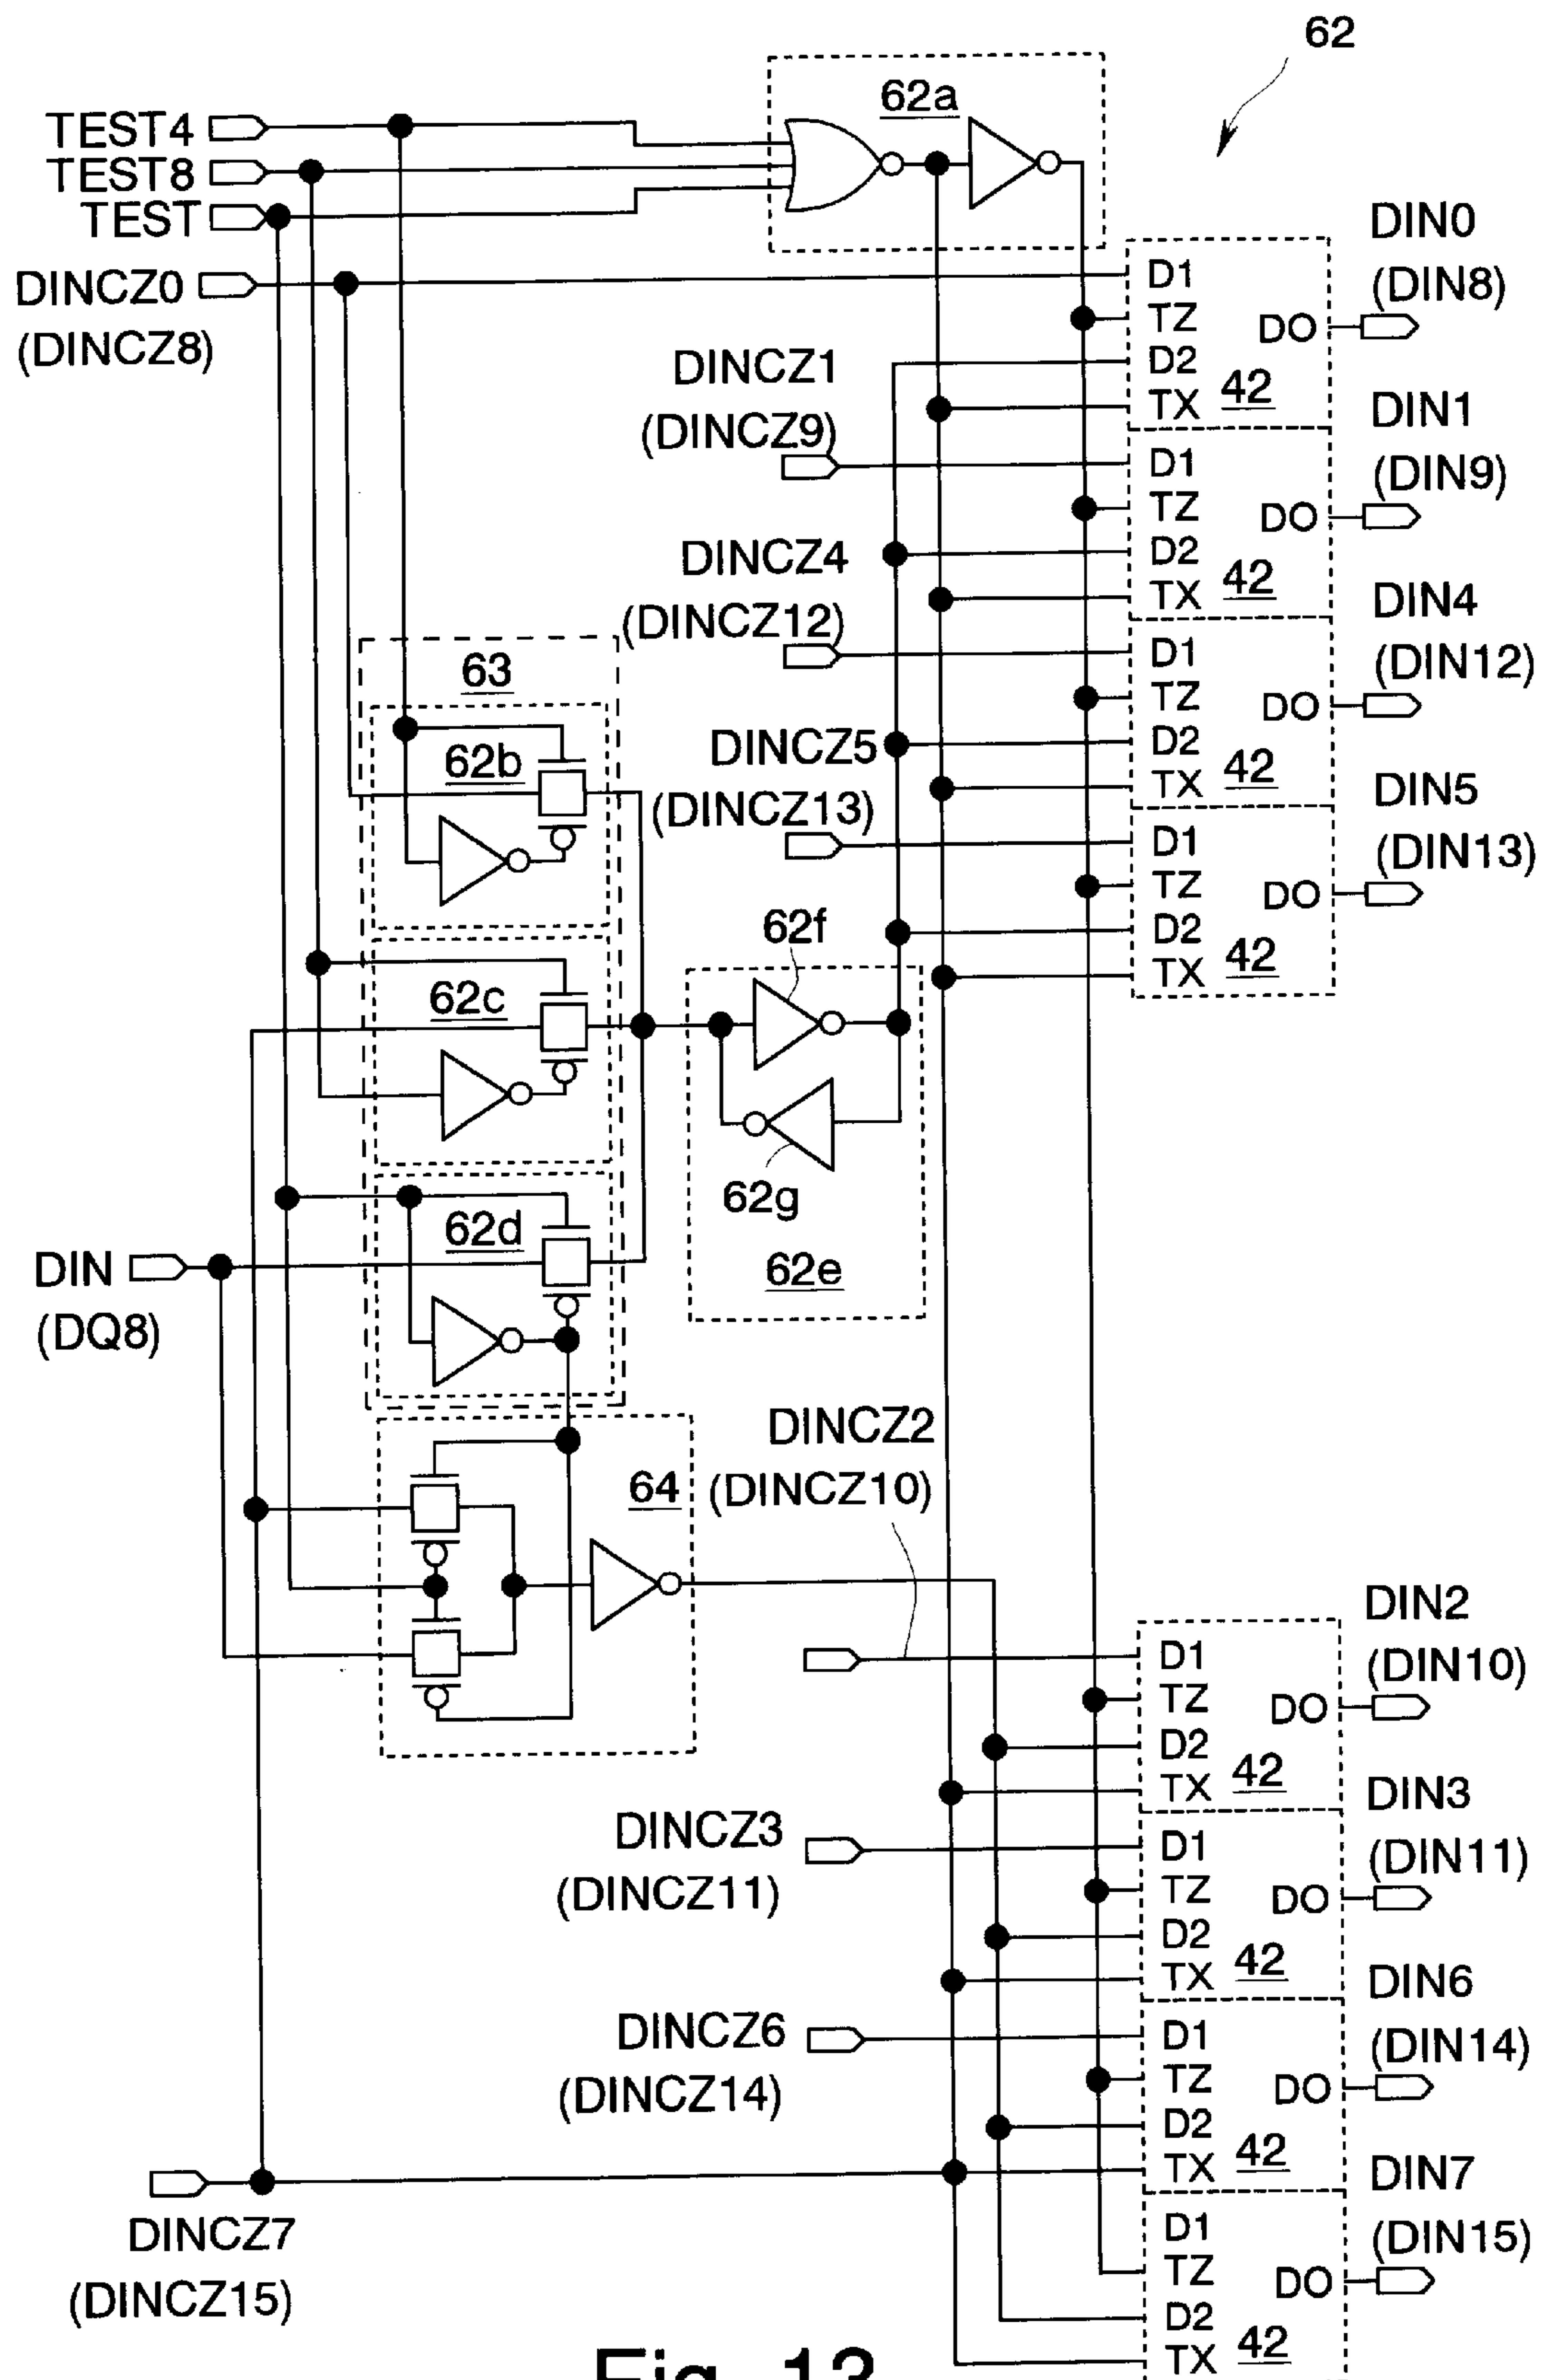 62
62a
TEST4
TEST8
TEST
DINCZ0
(DINCZ8)
D1
TZ
D2
TX
42
DO
DIN0
(DIN8)
DINCZ1
(DINCZ9)
D1
TZ
D2
TX
42
DO
DIN1
(DIN9)
DINCZ4
(DINCZ12)
D1
TZ
D2
TX
42
DO
DIN4
(DIN12)
DINCZ5
(DINCZ13)
D1
TZ
D2
TX
42
DO
DIN5
(DIN13)
63
62b
62c
62d
62f
62g
62e
DIN
(DQ8)
64
DINCZ2
(DINCZ10)
D1
TZ
D2
TX
42
DO
DIN2
(DIN10)
DINCZ3
(DINCZ11)
D1
TZ
D2
TX
42
DO
DIN3
(DIN11)
DINCZ6
(DINCZ14)
D1
TZ
D2
TX
42
DO
DIN6
(DIN14)
DINCZ7
(DINCZ15)
D1
TZ
D2
TX
42
DO
DIN7
(DIN15)
Fig. 13